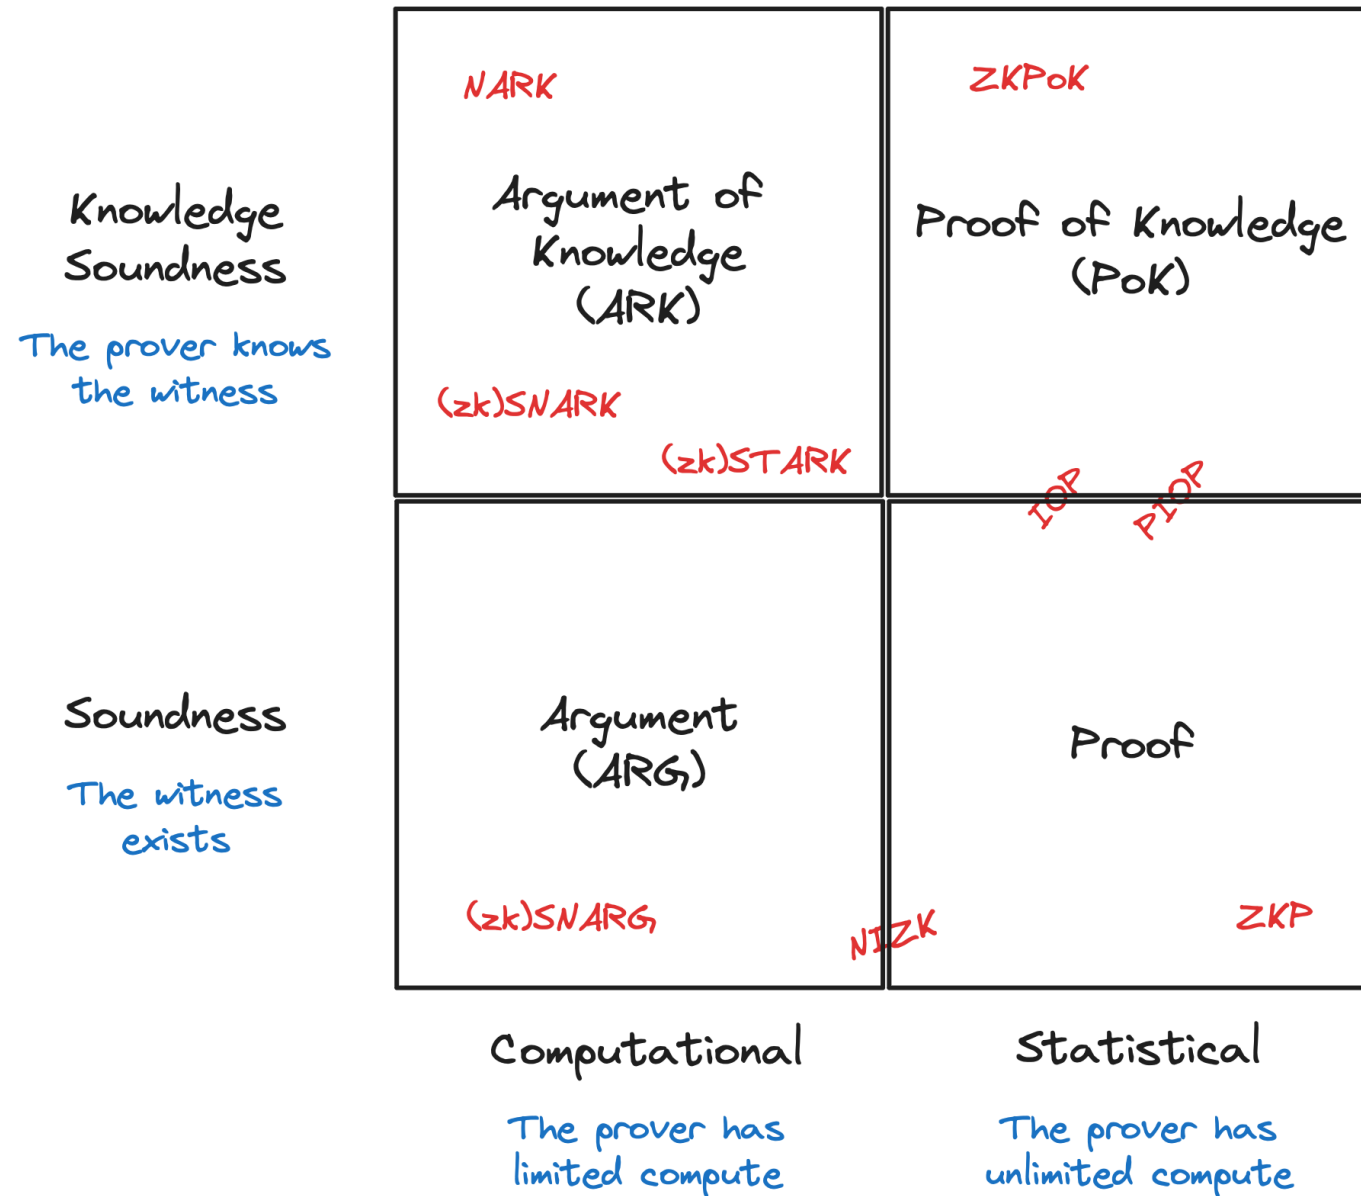 NARK
ZKPoK
Knowledge
Soundness
The prover knows
the witness
Argument of
Knowledge
(ARK)
Proof of Knowledge
(PoK)
(zk)SNARK
(zk)STARK
IOP
PIOP
Soundness
The witness
exists
Argument
(ARG)
Proof
(zk)SNARG
NIZK
ZKP
Computational
The prover has
limited compute
Statistical
The prover has
unlimited compute